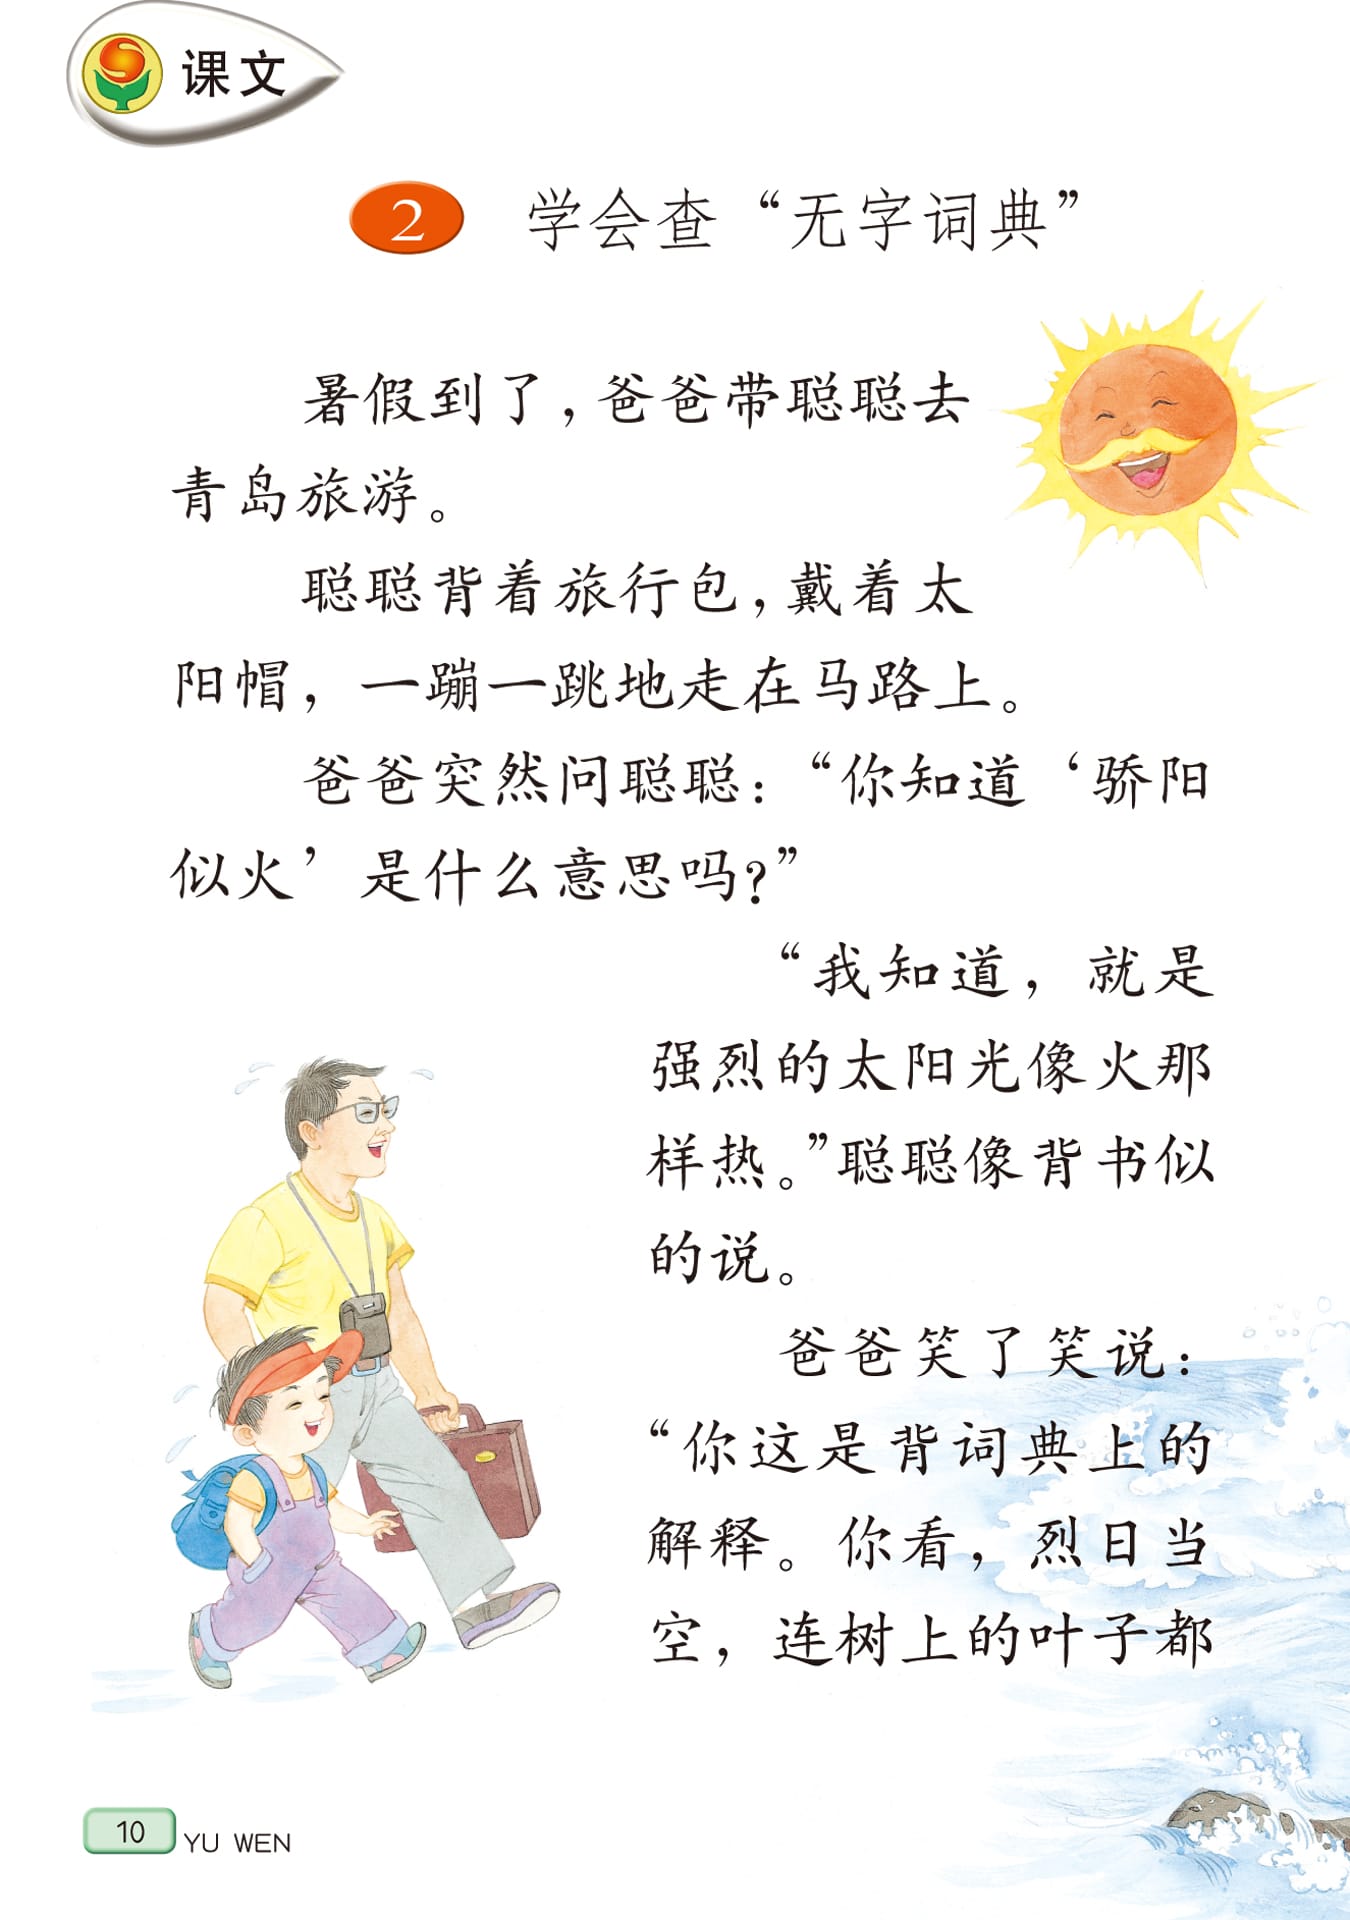 课文
2 学会查“无字词典”
暑假到了，爸爸带聪聪去
青岛旅游。
聪聪背着旅行包，戴着太
阳帽，一蹦一跳地走在马路上。
爸爸突然问聪聪：“你知道‘骄阳
似火’是什么意思吗？”
“我知道，就是
强烈的太阳光像火那
样热。”聪聪像背书似
的说。
爸爸笑了笑说：
“你这是背词典上的
解释。你看，烈日当
空，连树上的叶子都
10 YU WEN